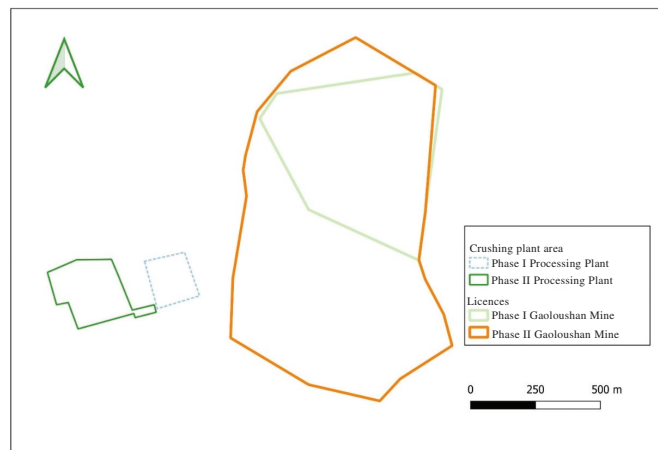 Crushing plant area
Phase I Processing Plant
Phase II Processing Plant
Licences
Phase I Gaoloushan Mine
Phase II Gaoloushan Mine
0 250 500 m